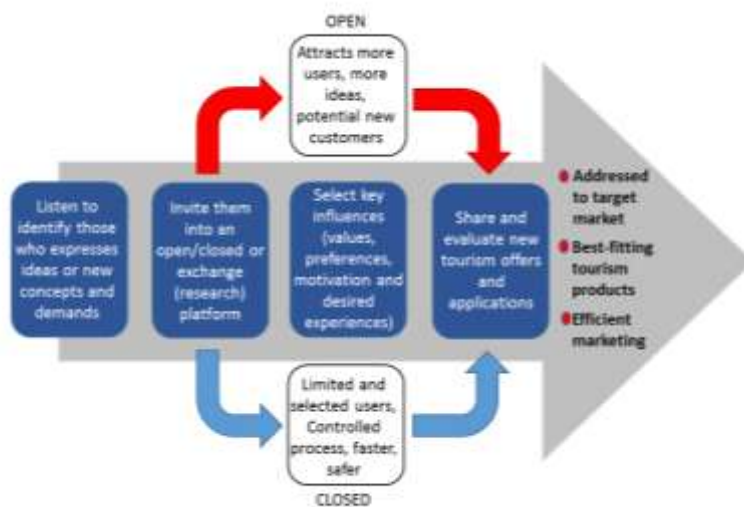 OPEN
Attracts more
users, more
ideas,
potential new
customers
Listen to
identify those
who expresses
ideas or new
concepts and
demands
Invite them
into an
open/closed or
exchange
(research)
platform
Select key
influences
(values,
preferences,
motivation and
desired
experiences)
Share and
evaluate new
tourism offers
and
applications
Addressed
to target
market
Best-fitting
tourism
products
Efficient
marketing
Limited and
selected users,
Controlled
process, faster,
safer
CLOSED